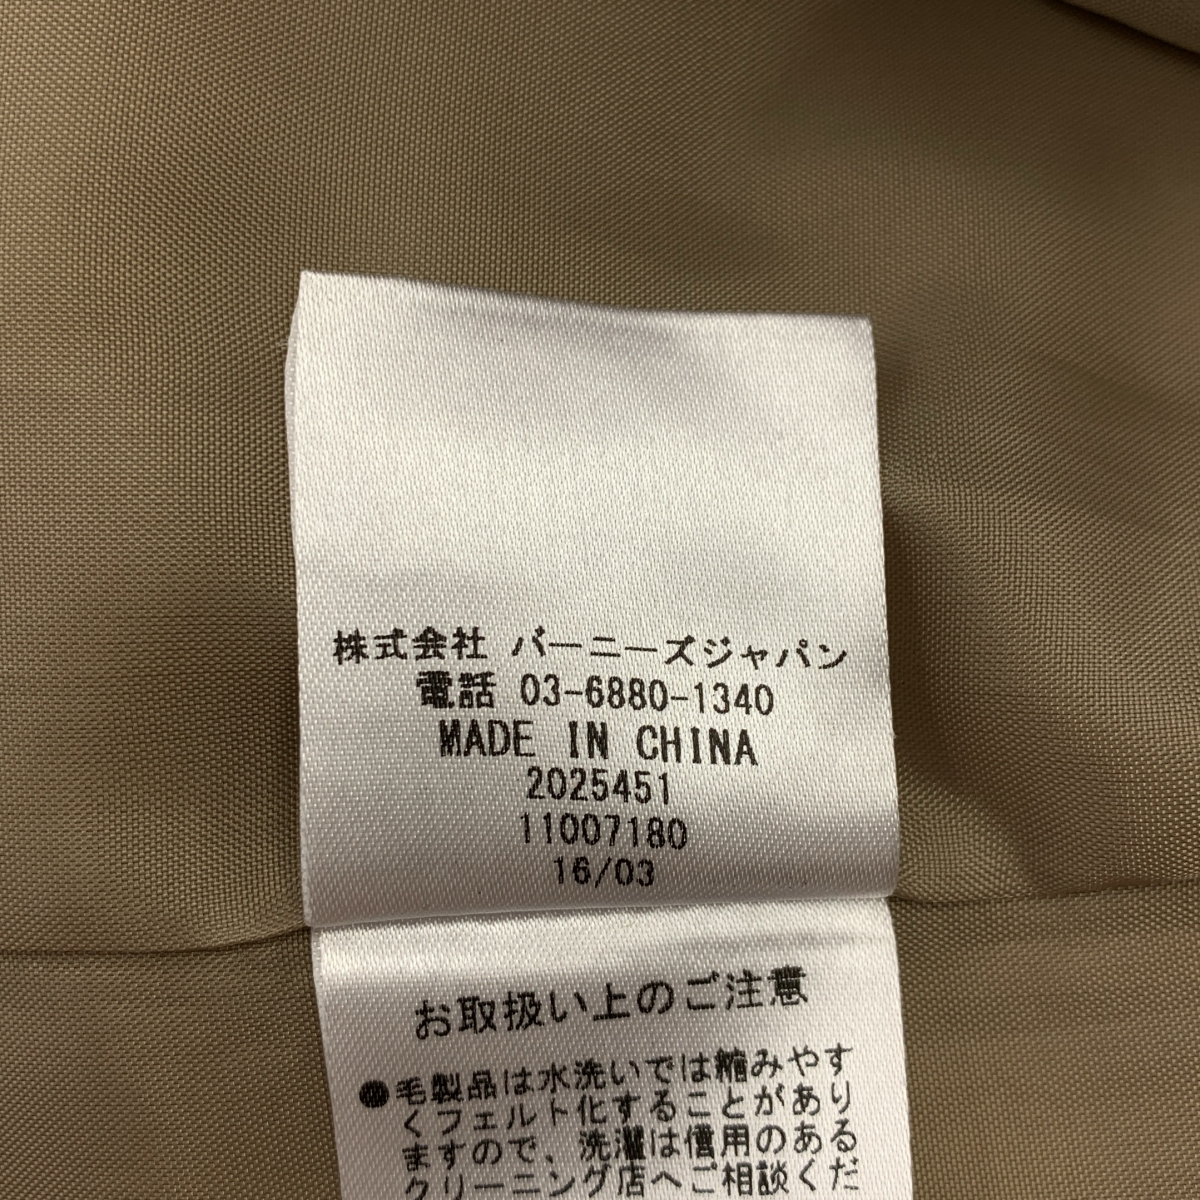 株式会社 バーニーズジャパン
電話 03-6880-1340
MADE IN CHINA
2025451
11007180
16/03
お取扱い上のご注意
●毛製品は水洗いでは縮みやす
くフェルト化することがあり
ますので、洗濯は信用のある
クリーニング店へご相談くだ